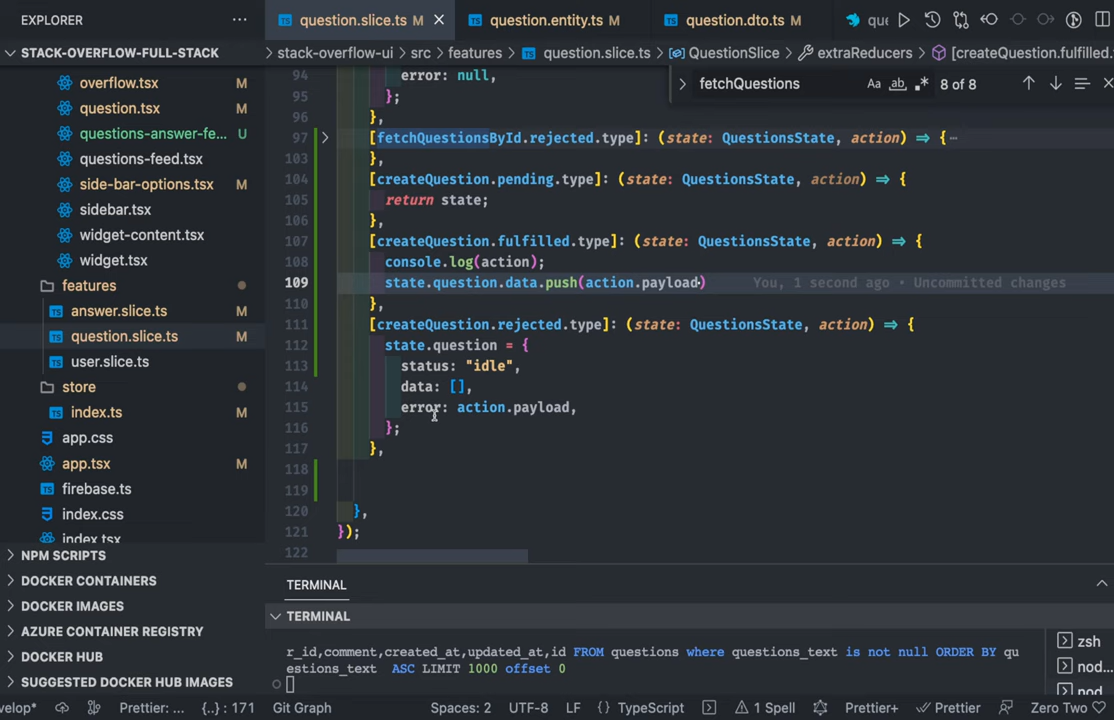 EXPLORER
STACK-OVERFLOW-FULL-STACK
overflow.tsx M
question.tsx M
questions-answer-fe... U
questions-feed.tsx
side-bar-options.tsx M
sidebar.tsx
widget-content.tsx
widget.tsx
features
answer.slice.ts M
question.slice.ts M
user.slice.ts M
store
index.ts M
app.css
app.tsx M
firebase.ts
index.css
index.tsx
NPM SCRIPTS
DOCKER CONTAINERS
DOCKER IMAGES
AZURE CONTAINER REGISTRY
DOCKER HUB
SUGGESTED DOCKER HUB IMAGES
question.slice.ts M
question.entity.ts M
question.dto.ts M
que
stack-overflow-ui > src > features > question.slice.ts > QuestionSlice > extraReducers > [createQuestion.fulfilled.t
fetchQuestions Aa ab 8 of 8
94 error: null,
95 };
96 },
97 [fetchQuestionsById.rejected.type]: (state: QuestionsState, action) => {
103 },
104 [createQuestion.pending.type]: (state: QuestionsState, action) => {
105 return state;
106 },
107 [createQuestion.fulfilled.type]: (state: QuestionsState, action) => {
108 console.log(action);
109 state.question.data.push(action.payload) You, 1 second ago • Uncommitted changes
110 },
111 [createQuestion.rejected.type]: (state: QuestionsState, action) => {
112 state.question = {
113 status: "idle",
114 data: [],
115 error: action.payload,
116 };
117 },
118
119
120 },
121 });
122
TERMINAL
TERMINAL
r_id,comment,created_at,updated_at,id FROM questions where questions_text is not null ORDER BY qu
estions_text ASC LIMIT 1000 offset 0
zsh
nod...
nod...
velop* Prettier: ... {..} : 171 Git Graph Spaces: 2 UTF-8 LF {} TypeScript 1 Spell Prettier+ Prettier Zero Two